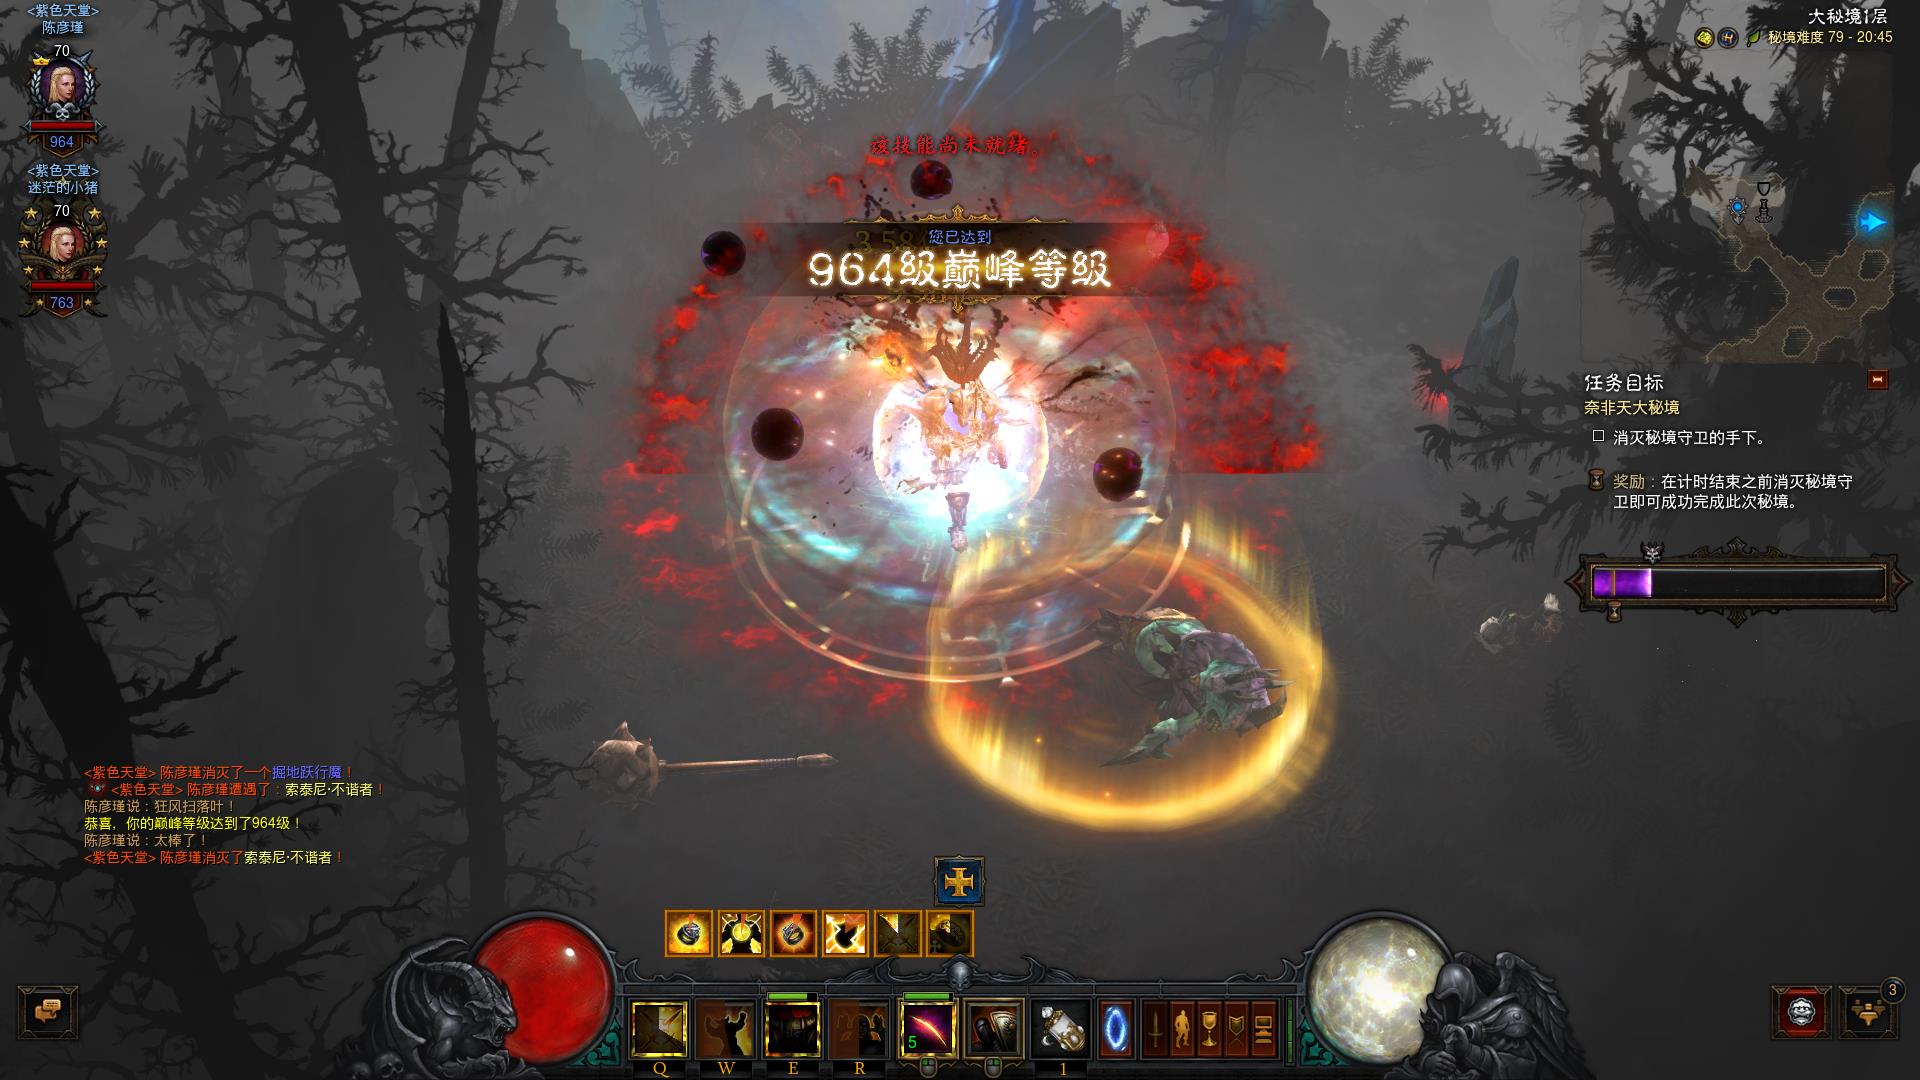 <紫色天堂>
陈彦瑾
70
964
<紫色天堂>
迷茫的小猪
70
763
大秘境1层
秘境难度 79 - 20:45
该技能尚未就绪。
您已达到
964级巅峰等级
任务目标
奈非天大秘境
消灭秘境守卫的手下。
奖励：在计时结束之前消灭秘境守
卫即可成功完成此次秘境。
<紫色天堂> 陈彦瑾消灭了一个掘地跃行魔！
<紫色天堂> 陈彦瑾遭遇了：索泰尼·不谐者！
陈彦瑾说：狂风扫落叶！
恭喜，你的巅峰等级达到了964级！
陈彦瑾说：太棒了！
<紫色天堂> 陈彦瑾消灭了索泰尼·不谐者！
5
Q W E R 1
3